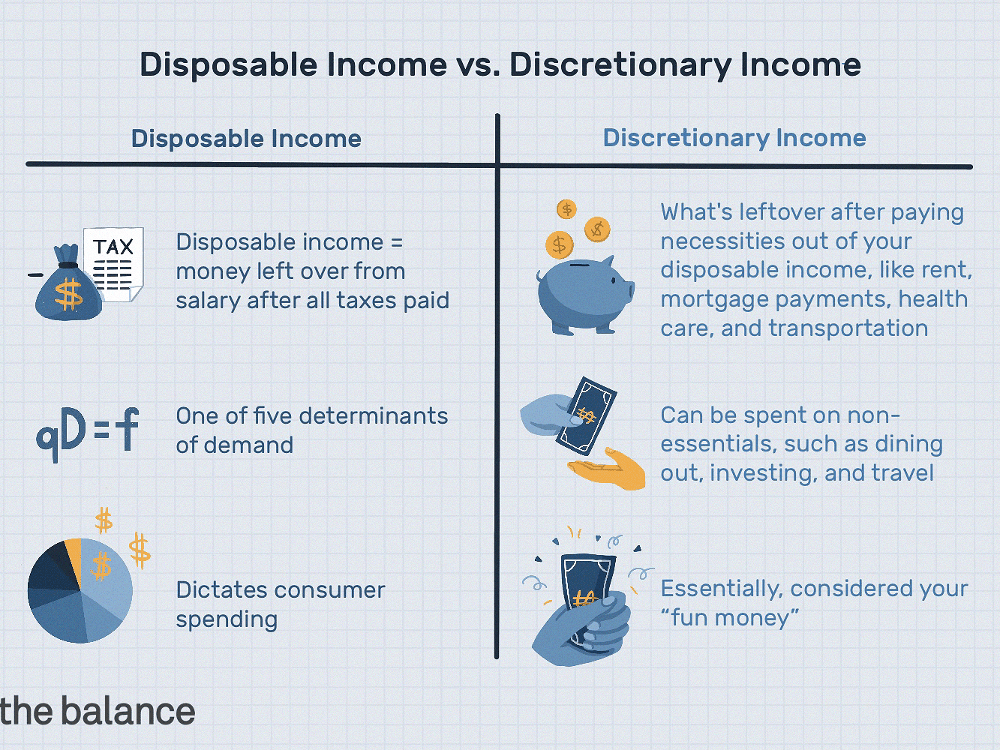 Disposable Income vs. Discretionary Income
Disposable Income
Discretionary Income
TAX
$
Disposable income =
money left over from
salary after all taxes paid
qD=f
One of five determinants
of demand
$
$
$
Dictates consumer
spending
$
$
$
What's leftover after paying
necessities out of your
disposable income, like rent,
mortgage payments, health
care, and transportation
$
Can be spent on non-
essentials, such as dining
out, investing, and travel
$
Essentially, considered your
“fun money”
the balance